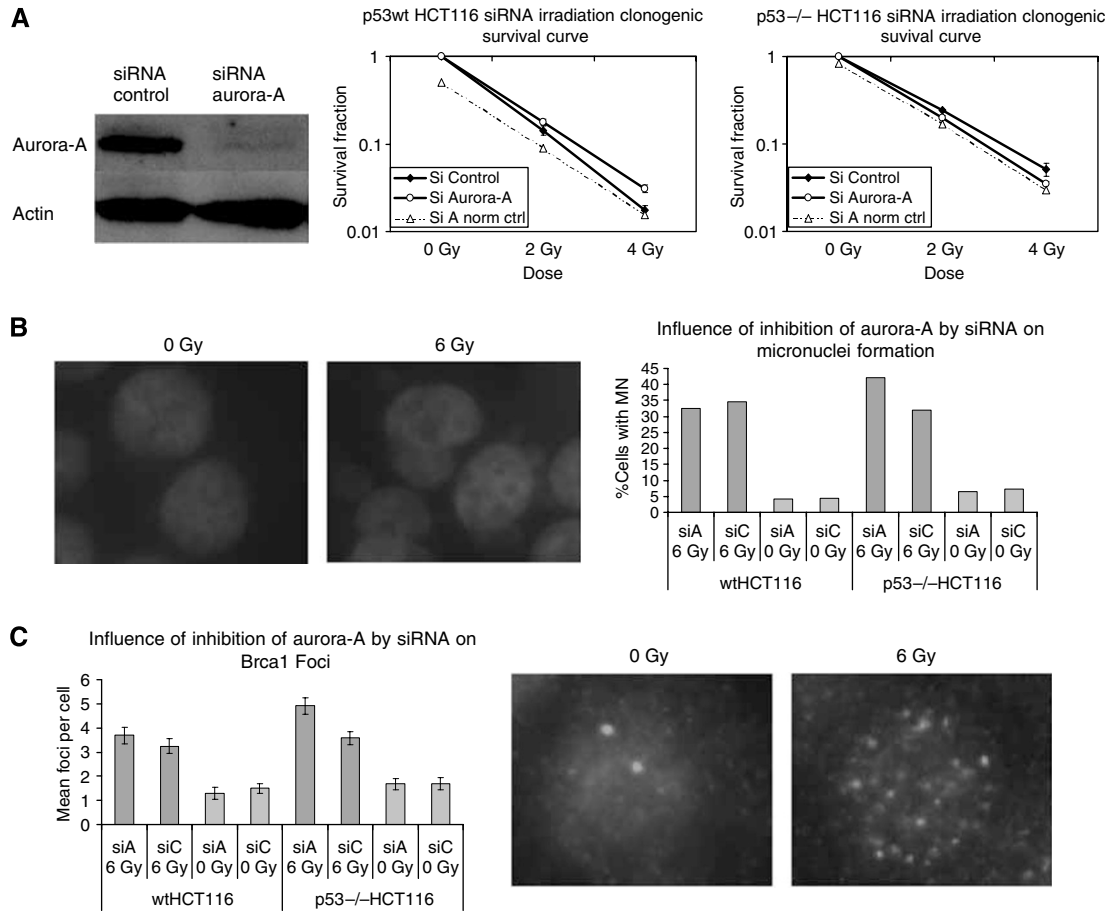 A
siRNA control
siRNA aurora-A
Aurora-A
Actin
p53wt HCT116 siRNA irradiation clonogenic
survival curve
Survival fraction
1
0.1
0.01
Si Control
Si Aurora-A
Si A norm ctrl
0 Gy 2 Gy 4 Gy
Dose
p53–/– HCT116 siRNA irradiation clonogenic
suvival curve
Survival fraction
1
0.1
0.01
Si Control
Si Aurora-A
Si A norm ctrl
0 Gy 2 Gy 4 Gy
Dose
B
0 Gy
6 Gy
Influence of inhibition of aurora-A by siRNA on
micronuclei formation
%Cells with MN
45
40
35
30
25
20
15
10
5
0
siA siC siA siC siA siC siA siC
6 Gy 6 Gy 0 Gy 0 Gy 6 Gy 6 Gy 0 Gy 0 Gy
wtHCT116 p53–/–HCT116
C
Influence of inhibition of aurora-A by siRNA on
Brca1 Foci
Mean foci per cell
6
5
4
3
2
1
0
siA siC siA siC siA siC siA siC
6 Gy 6 Gy 0 Gy 0 Gy 6 Gy 6 Gy 0 Gy 0 Gy
wtHCT116 p53–/–HCT116
0 Gy
6 Gy